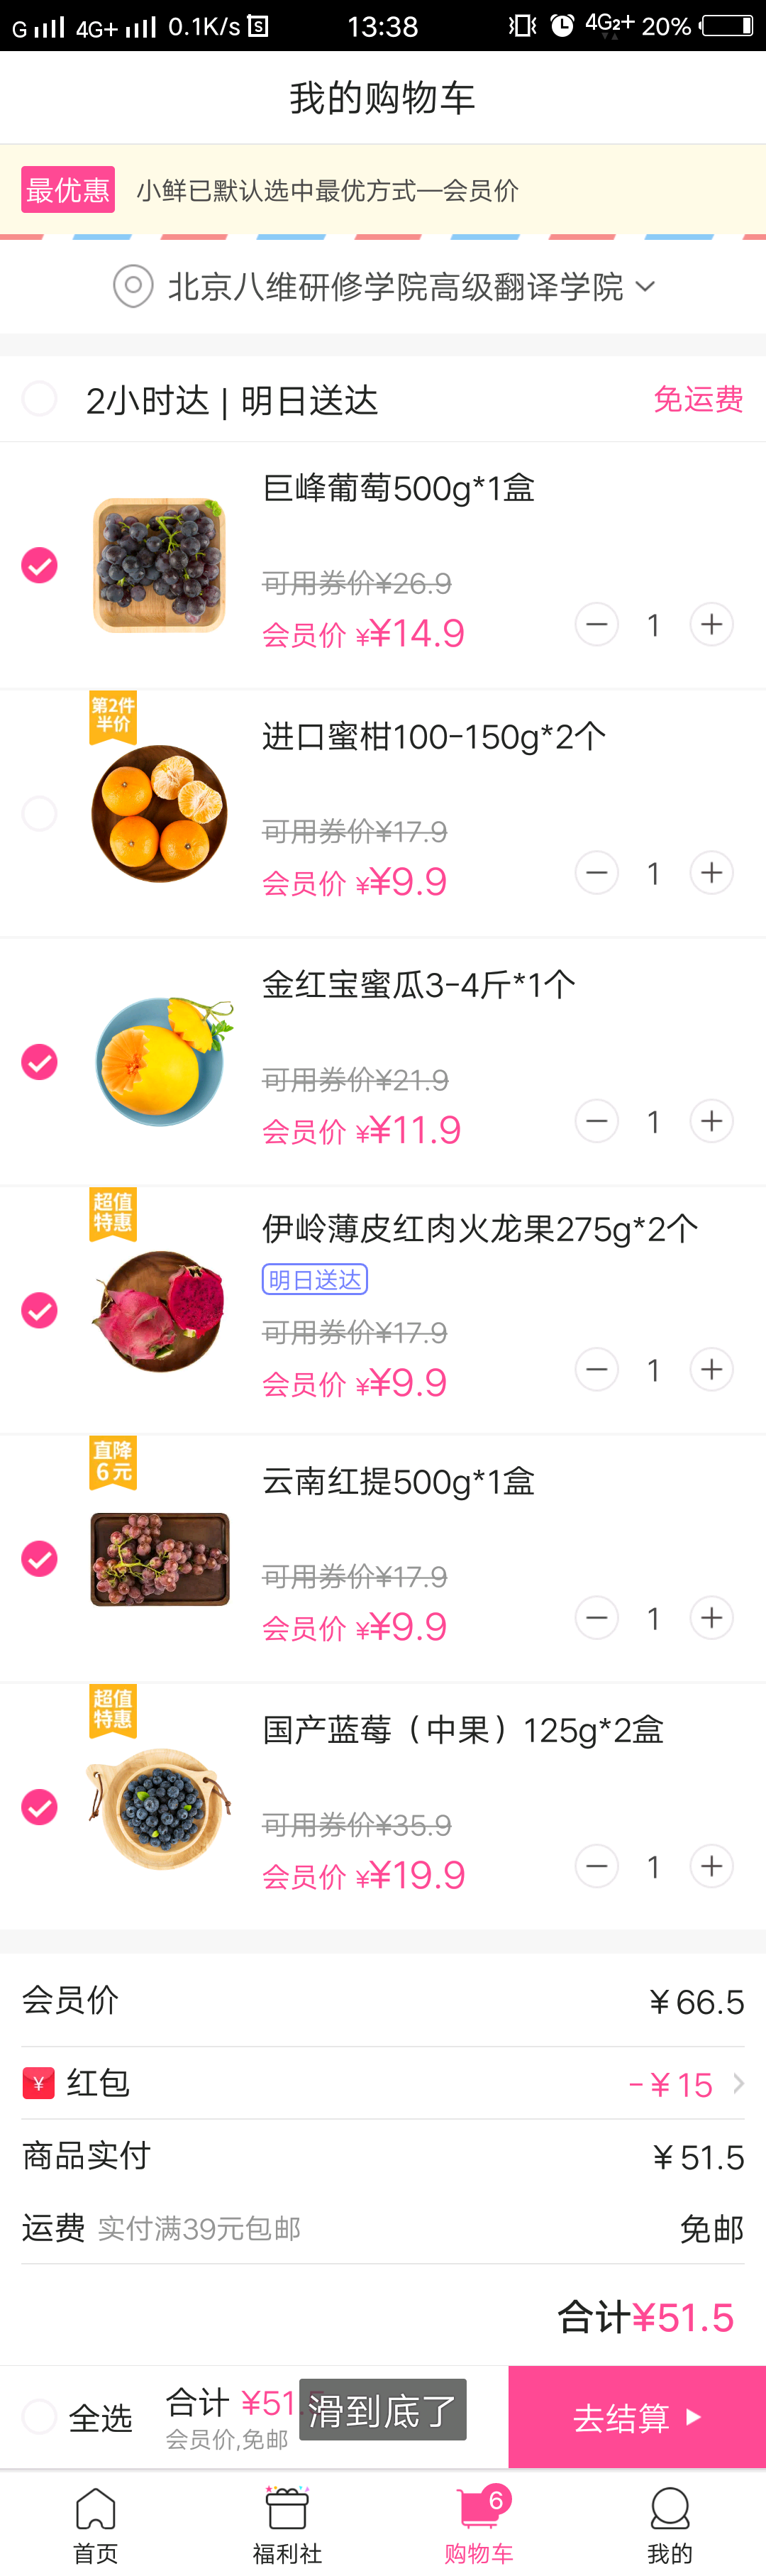 G 4G+ 0.1K/s S 13:38 4G2+ 20%
我的购物车
最优惠 小鲜已默认选中最优方式—会员价
北京八维研修学院高级翻译学院
2小时达 | 明日送达 免运费
巨峰葡萄500g*1盒
可用券价¥26.9
会员价 ¥¥14.9
1
第2件
半价
进口蜜柑100-150g*2个
可用券价¥17.9
会员价 ¥¥9.9
1
金红宝蜜瓜3-4斤*1个
可用券价¥21.9
会员价 ¥¥11.9
1
超值
特惠
伊岭薄皮红肉火龙果275g*2个
明日送达
可用券价¥17.9
会员价 ¥¥9.9
1
直降
6元
云南红提500g*1盒
可用券价¥17.9
会员价 ¥¥9.9
1
超值
特惠
国产蓝莓（中果）125g*2盒
可用券价¥35.9
会员价 ¥¥19.9
1
会员价 ¥66.5
¥ 红包 -¥15
商品实付 ¥51.5
运费 实付满39元包邮 免邮
合计¥51.5
全选 合计 ¥51.5
会员价,免邮
滑到底了
去结算
6
首页 福利社 购物车 我的